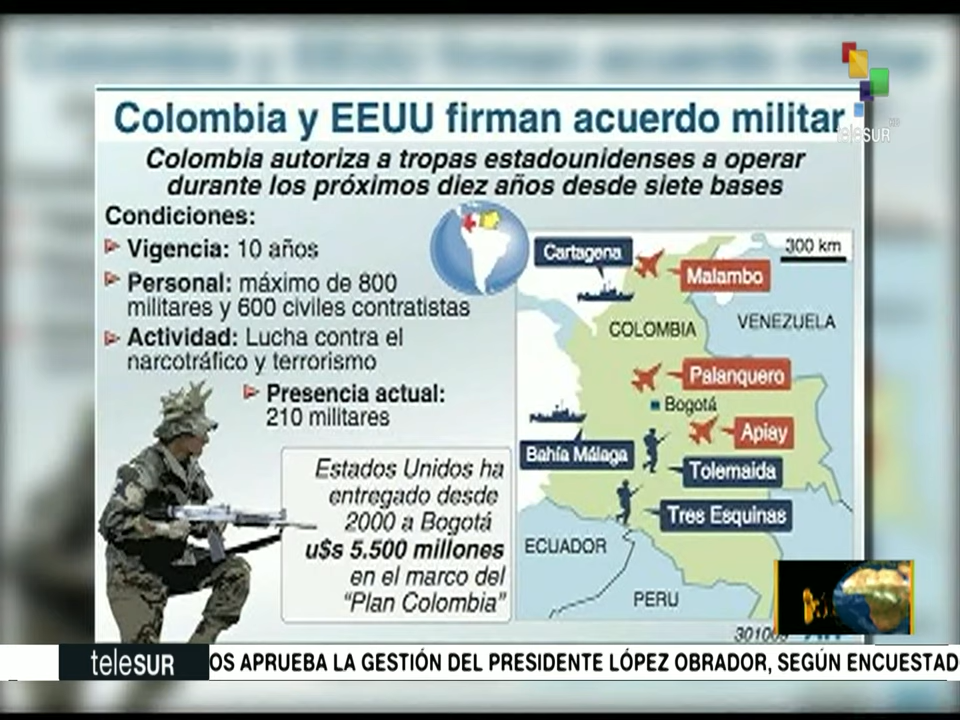 Colombia y EEUU firman acuerdo militar
teleSUR
Colombia autoriza a tropas estadounidenses a operar
durante los próximos diez años desde siete bases
Condiciones:
Vigencia: 10 años
Personal: máximo de 800
militares y 600 civiles contratistas
Actividad: Lucha contra el
narcotráfico y terrorismo
Presencia actual:
210 militares
Estados Unidos ha
entregado desde
2000 a Bogotá
u$s 5.500 millones
en el marco del
"Plan Colombia"
300 km
Cartagena
Malambo
COLOMBIA
VENEZUELA
Palanquero
Bogotá
Apiay
Bahía Málaga
Tolemaida
Tres Esquinas
ECUADOR
PERU
teleSUR
OS APRUEBA LA GESTIÓN DEL PRESIDENTE LÓPEZ OBRADOR, SEGÚN ENCUESTAD